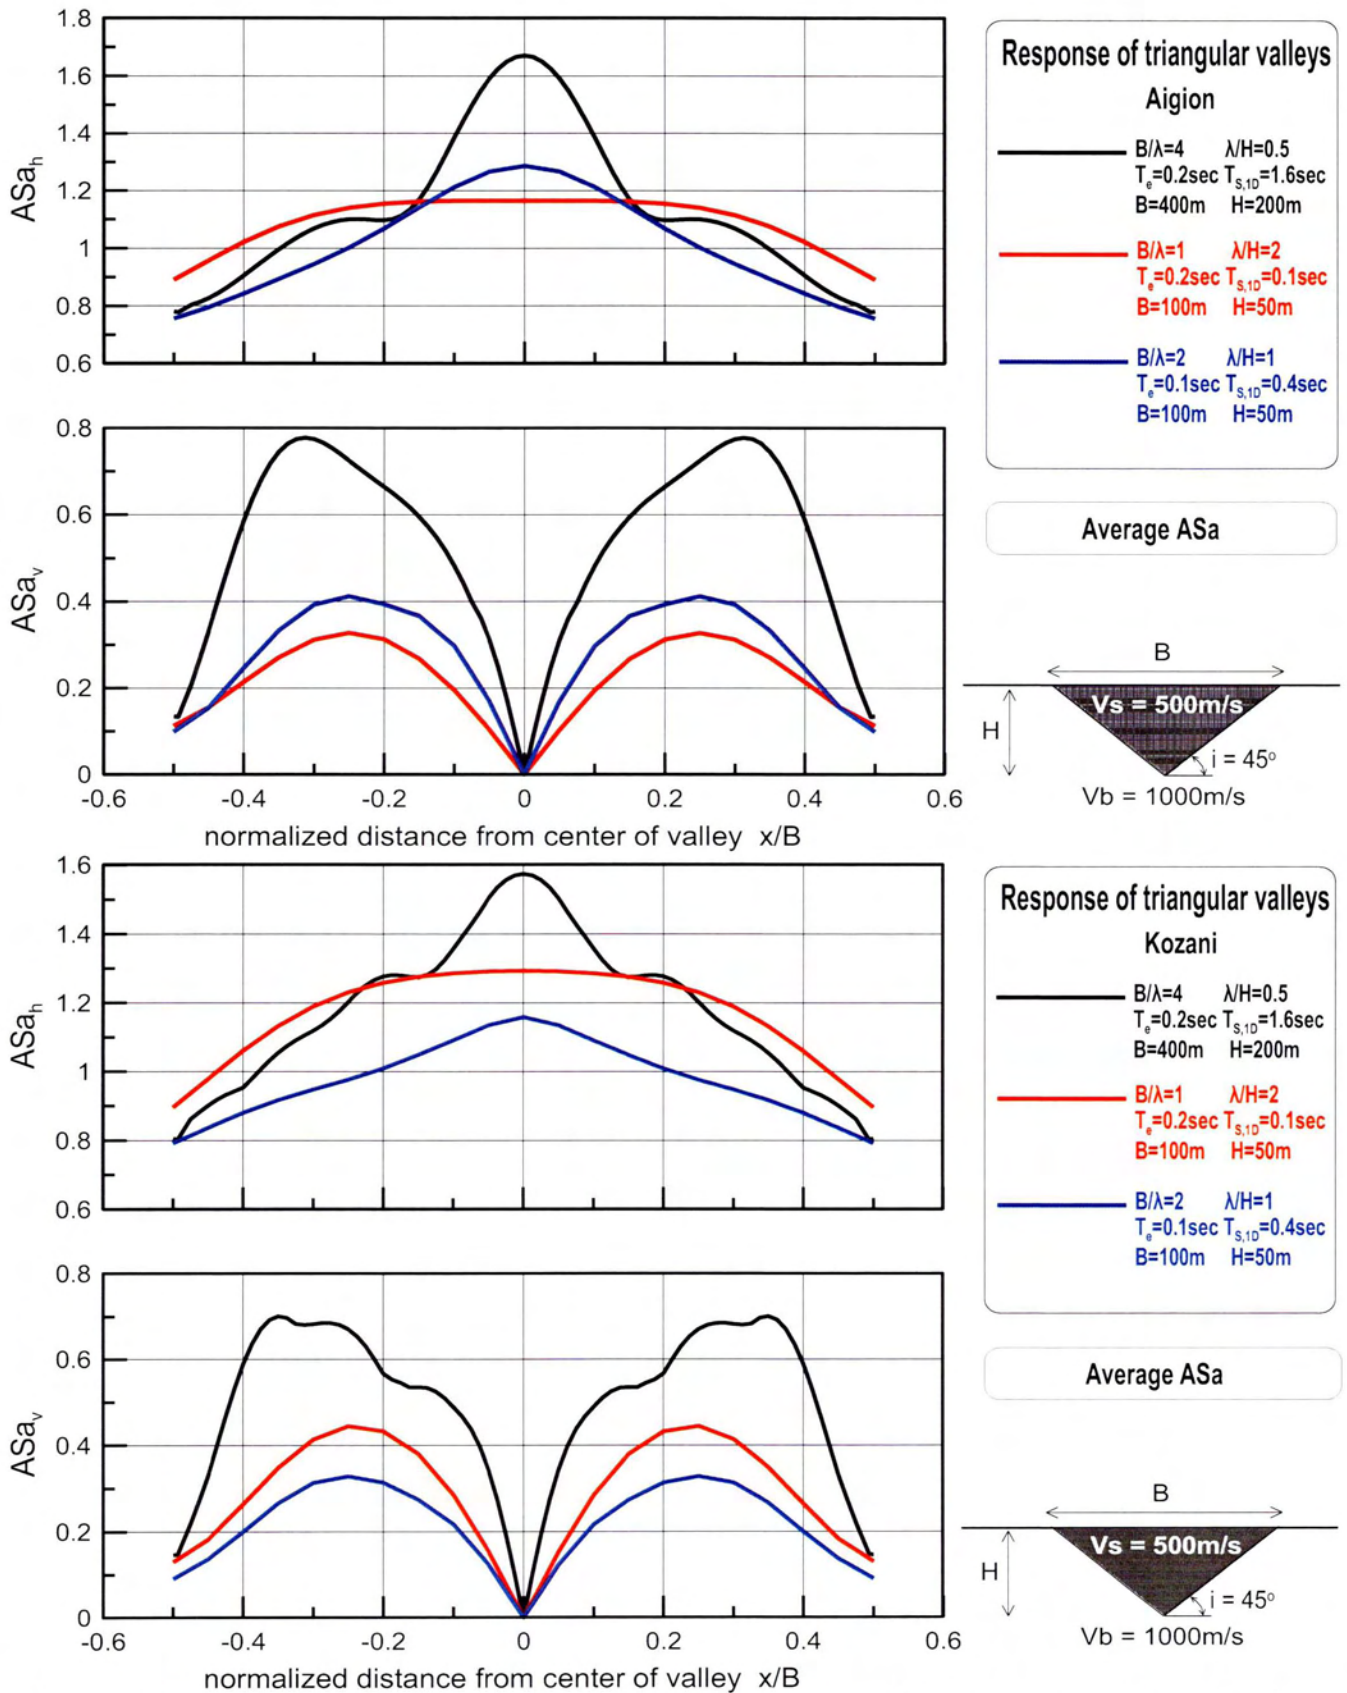 1.8
1.6
1.4
1.2
1
0.8
0.6
ASa_h
Response of triangular valleys
Aigion
B/λ=4 λ/H=0.5
T_e=0.2sec T_S,1D=1.6sec
B=400m H=200m
B/λ=1 λ/H=2
T_e=0.2sec T_S,1D=0.1sec
B=100m H=50m
B/λ=2 λ/H=1
T_e=0.1sec T_S,1D=0.4sec
B=100m H=50m
0.8
0.6
0.4
0.2
0
ASa_v
-0.6 -0.4 -0.2 0 0.2 0.4 0.6
normalized distance from center of valley x/B
Average ASa
B
Vs = 500m/s
H
i = 45°
Vb = 1000m/s
1.6
1.4
1.2
1
0.8
0.6
ASa_h
Response of triangular valleys
Kozani
B/λ=4 λ/H=0.5
T_e=0.2sec T_S,1D=1.6sec
B=400m H=200m
B/λ=1 λ/H=2
T_e=0.2sec T_S,1D=0.1sec
B=100m H=50m
B/λ=2 λ/H=1
T_e=0.1sec T_S,1D=0.4sec
B=100m H=50m
0.8
0.6
0.4
0.2
0
ASa_v
-0.6 -0.4 -0.2 0 0.2 0.4 0.6
normalized distance from center of valley x/B
Average ASa
B
Vs = 500m/s
H
i = 45°
Vb = 1000m/s